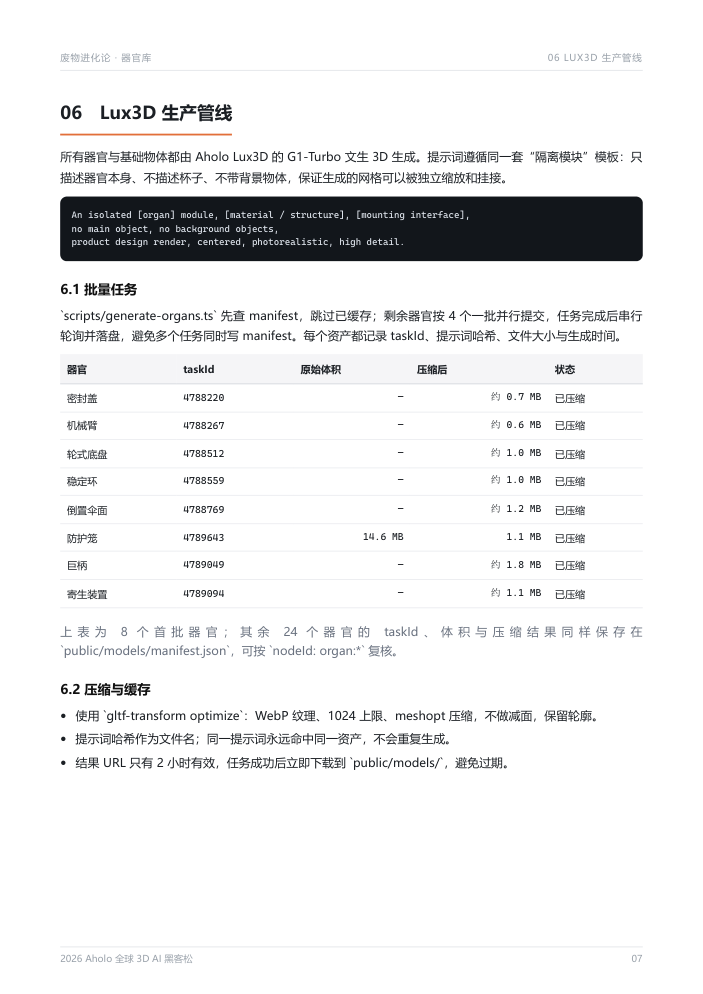 废物进化论 · 器官库
06 LUX3D 生产管线
06 Lux3D 生产管线
所有器官与基础物体都由 Aholo Lux3D 的 G1-Turbo 文生 3D 生成。提示词遵循同一套“隔离模块”模板：只
描述器官本身、不描述杯子、不带背景物体，保证生成的网格可以被独立缩放和挂接。
An isolated [organ] module, [material / structure], [mounting interface],
no main object, no background objects,
product design render, centered, photorealistic, high detail.
6.1 批量任务
`scripts/generate-organs.ts` 先查 manifest，跳过已缓存；剩余器官按 4 个一批并行提交，任务完成后串行
轮询并落盘，避免多个任务同时写 manifest。每个资产都记录 taskId、提示词哈希、文件大小与生成时间。
器官 taskId 原始体积 压缩后 状态
密封盖 4788220 — 约 0.7 MB 已压缩
机械臂 4788267 — 约 0.6 MB 已压缩
轮式底盘 4788512 — 约 1.0 MB 已压缩
稳定环 4788559 — 约 1.0 MB 已压缩
倒置伞面 4788769 — 约 1.2 MB 已压缩
防护笼 4789643 14.6 MB 1.1 MB 已压缩
巨柄 4789049 — 约 1.8 MB 已压缩
寄生装置 4789094 — 约 1.1 MB 已压缩
上表为 8 个首批器官；其余 24 个器官的 taskId、体积与压缩结果同样保存在
`public/models/manifest.json`，可按 `nodeId: organ:*` 复核。
6.2 压缩与缓存
• 使用 `gltf-transform optimize`：WebP 纹理、1024 上限、meshopt 压缩，不做减面，保留轮廓。
• 提示词哈希作为文件名；同一提示词永远命中同一资产，不会重复生成。
• 结果 URL 只有 2 小时有效，任务成功后立即下载到 `public/models/`，避免过期。
2026 Aholo 全球 3D AI 黑客松
07